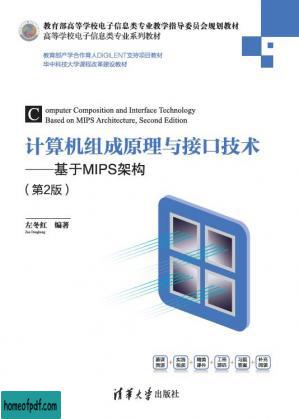 教育部高等学校电子信息类专业教学指导委员会规划教材
高等学校电子信息类专业系列教材
教育部产学合作育人DIGILENT支持项目教材
华中科技大学课程改革建设教材
Computer Composition and Interface Technology
Based on MIPS Architecture, Second Edition
计算机组成原理与接口技术
——基于MIPS架构
（第2版）
左冬红 编著
Zuo Donghong
清华大学出版社
homeofpdf.com